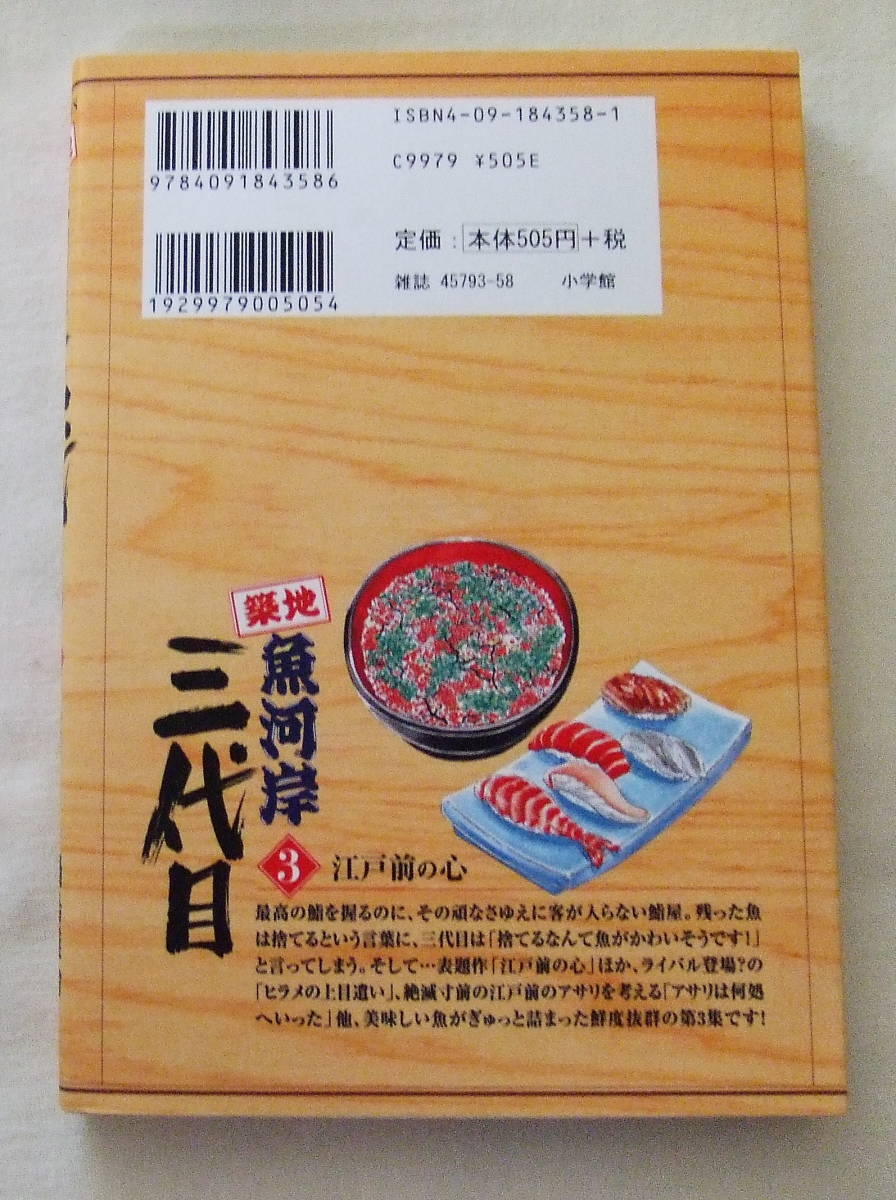 ISBN4-09-184358-1
C9979 ¥505E
9784091843586
定価：本体505円＋税
1929979005054
雑誌 45793-58　小学館
築地
魚河岸
三代目
3 江戸前の心
最高の鮨を握るのに、その頑なさゆえに客が入らない鮨屋。残った魚
は捨てるという言葉に、三代目は「捨てるなんて魚がかわいそうです!」
と言ってしまう。そして…表題作「江戸前の心」ほか、ライバル登場?の
「ヒラメの上目遣い」、絶滅寸前の江戸前のアサリを考える「アサリは何処
へいった」他、美味しい魚がぎゅっと詰まった鮮度抜群の第3集です!